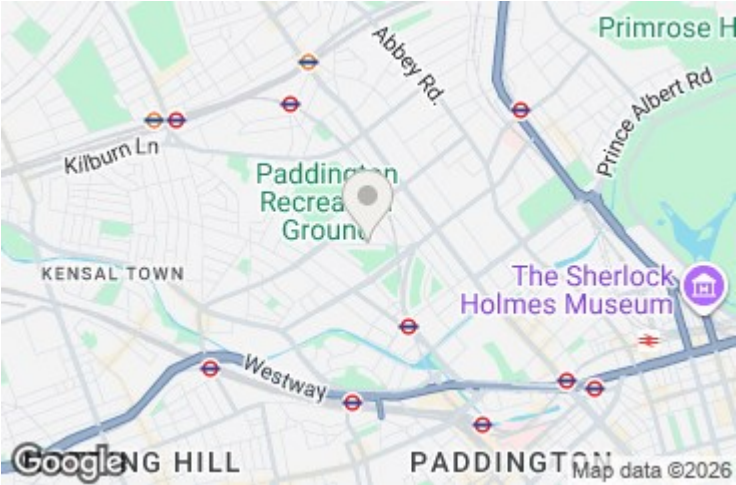 Primrose H
Abbey Rd.
Prince Albert Rd
Kilburn Ln
Paddington
Recreation
Ground
KENSAL TOWN
The Sherlock
Holmes Museum
Westway
NG HILL
PADDINGTON
Google
Map data ©2026